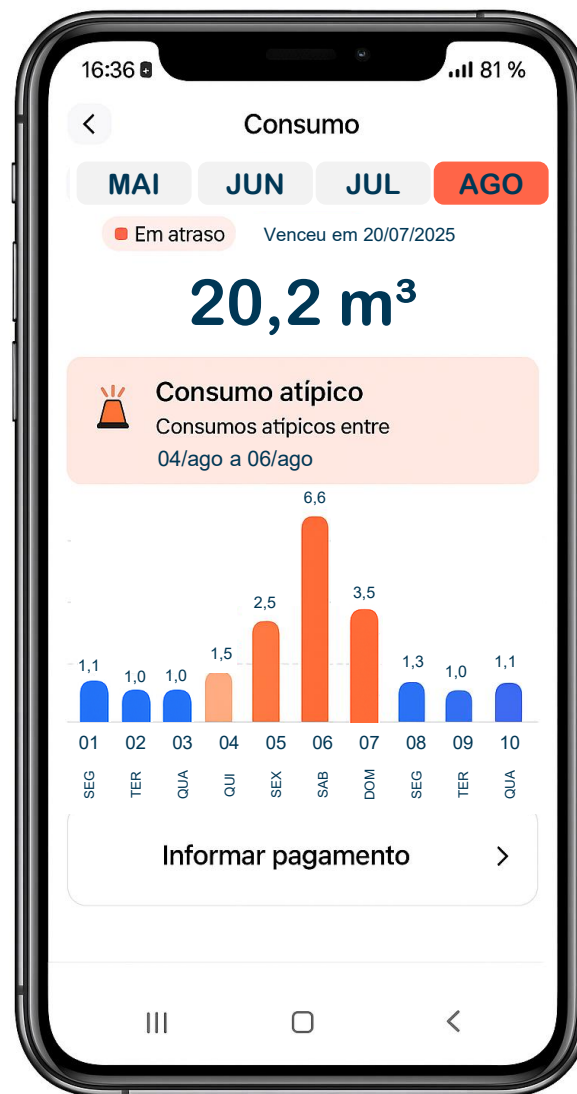 16:36 81 %
Consumo
MAI JUN JUL AGO
Em atraso Venceu em 20/07/2025
20,2 m³
Consumo atípico
Consumos atípicos entre
04/ago a 06/ago
6,6
3,5
2,5
1,5
1,3
1,1 1,0 1,0 1,0 1,1
01 02 03 04 05 06 07 08 09 10
SEG TER QUA QUI SEX SAB DOM SEG TER QUA
Informar pagamento